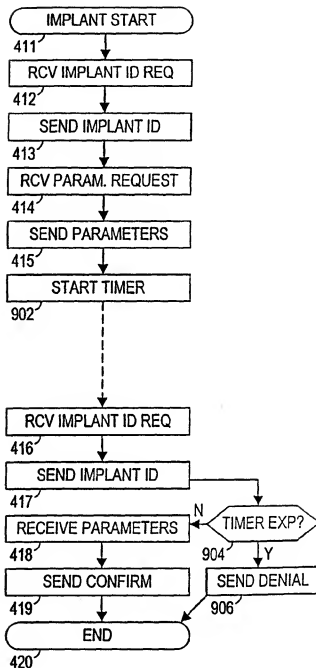 IMPLANT START
411
RCV IMPLANT ID REQ
412
SEND IMPLANT ID
413
RCV PARAM. REQUEST
414
SEND PARAMETERS
415
START TIMER
902
RCV IMPLANT ID REQ
416
SEND IMPLANT ID
417
N
TIMER EXP?
RECEIVE PARAMETERS
904
Y
418
SEND CONFIRM
SEND DENIAL
419
906
END
420